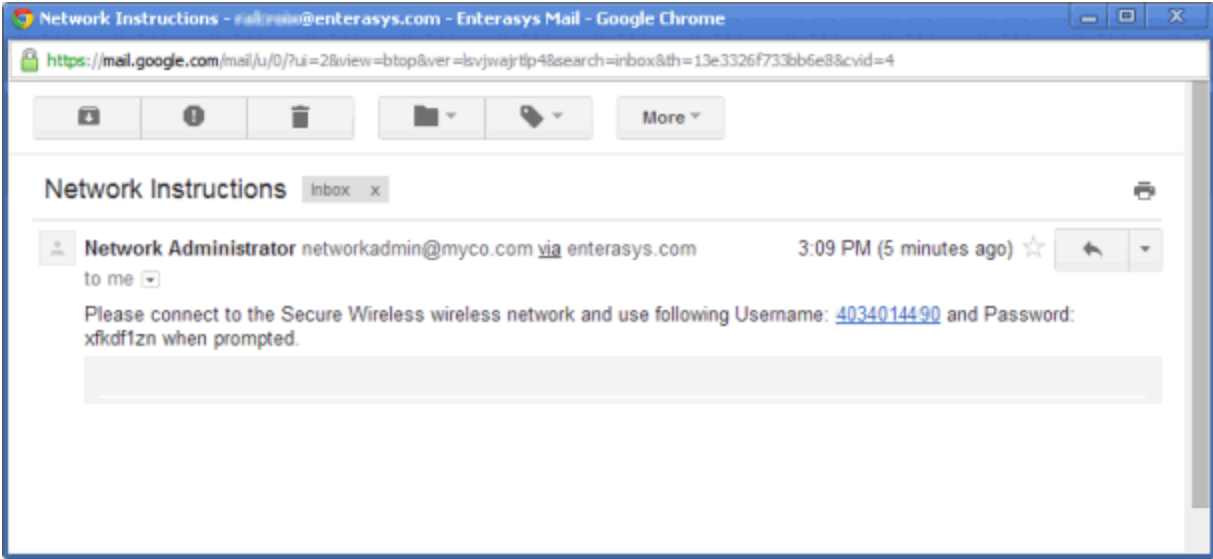 Network Instructions - @enterasys.com - Enterasys Mail - Google Chrome
https://mail.google.com/mail/u/0/?ui=2&view=btop&ver=lsvjwajrtlp4&search=inbox&th=13e3326f733bb6e8&cvid=4
More
Network Instructions Inbox x
Network Administrator networkadmin@myco.com via enterasys.com 3:09 PM (5 minutes ago)
to me
Please connect to the Secure Wireless wireless network and use following Username: 4034014490 and Password:
xfkdf1zn when prompted.